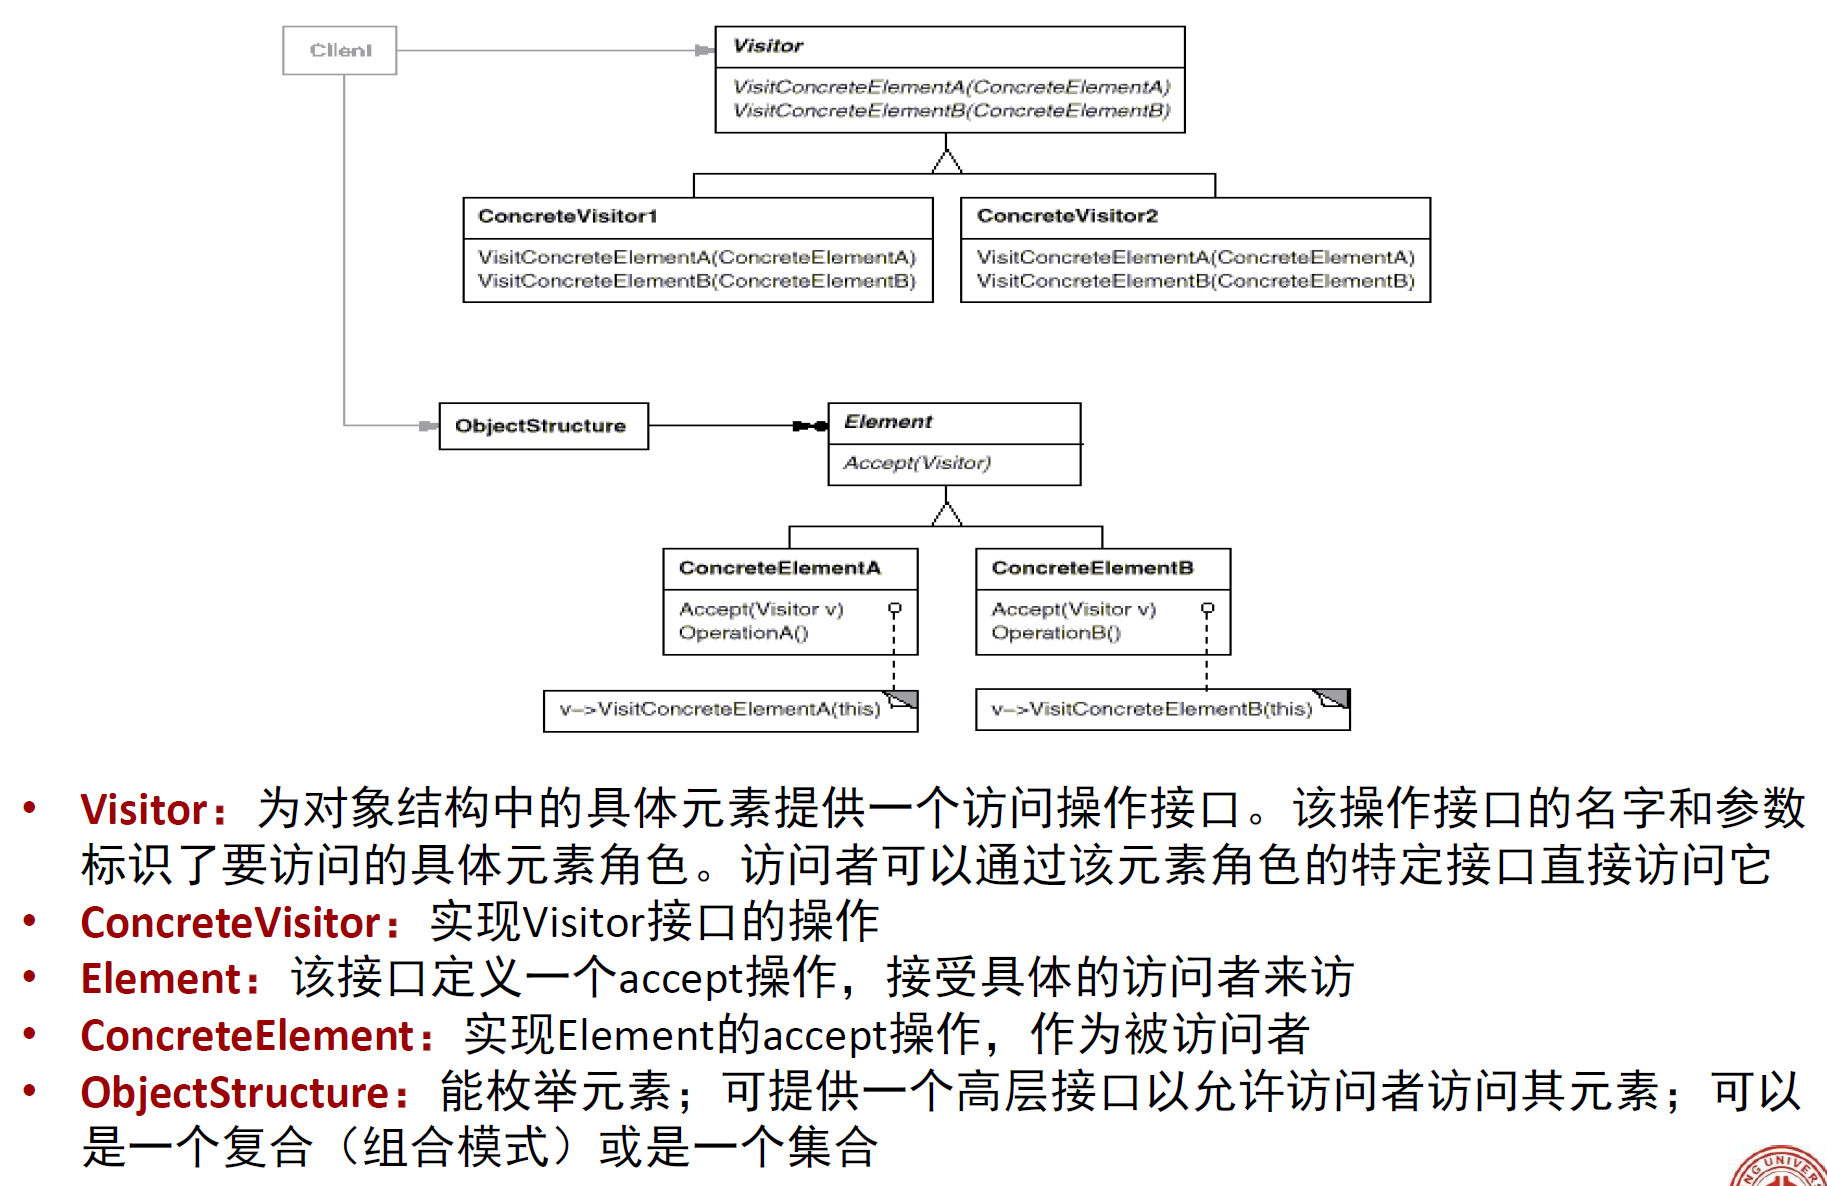 Client
Visitor
VisitConcreteElementA(ConcreteElementA)
VisitConcreteElementB(ConcreteElementB)
ConcreteVisitor1
VisitConcreteElementA(ConcreteElementA)
VisitConcreteElementB(ConcreteElementB)
ConcreteVisitor2
VisitConcreteElementA(ConcreteElementA)
VisitConcreteElementB(ConcreteElementB)
ObjectStructure
Element
Accept(Visitor)
ConcreteElementA
Accept(Visitor v)
OperationA()
ConcreteElementB
Accept(Visitor v)
OperationB()
v–>VisitConcreteElementA(this)
v–>VisitConcreteElementB(this)
• Visitor：为对象结构中的具体元素提供一个访问操作接口。该操作接口的名字和参数
标识了要访问的具体元素角色。访问者可以通过该元素角色的特定接口直接访问它
• ConcreteVisitor：实现Visitor接口的操作
• Element：该接口定义一个accept操作，接受具体的访问者来访
• ConcreteElement：实现Element的accept操作，作为被访问者
• ObjectStructure：能枚举元素；可提供一个高层接口以允许访问者访问其元素；可以
是一个复合（组合模式）或是一个集合